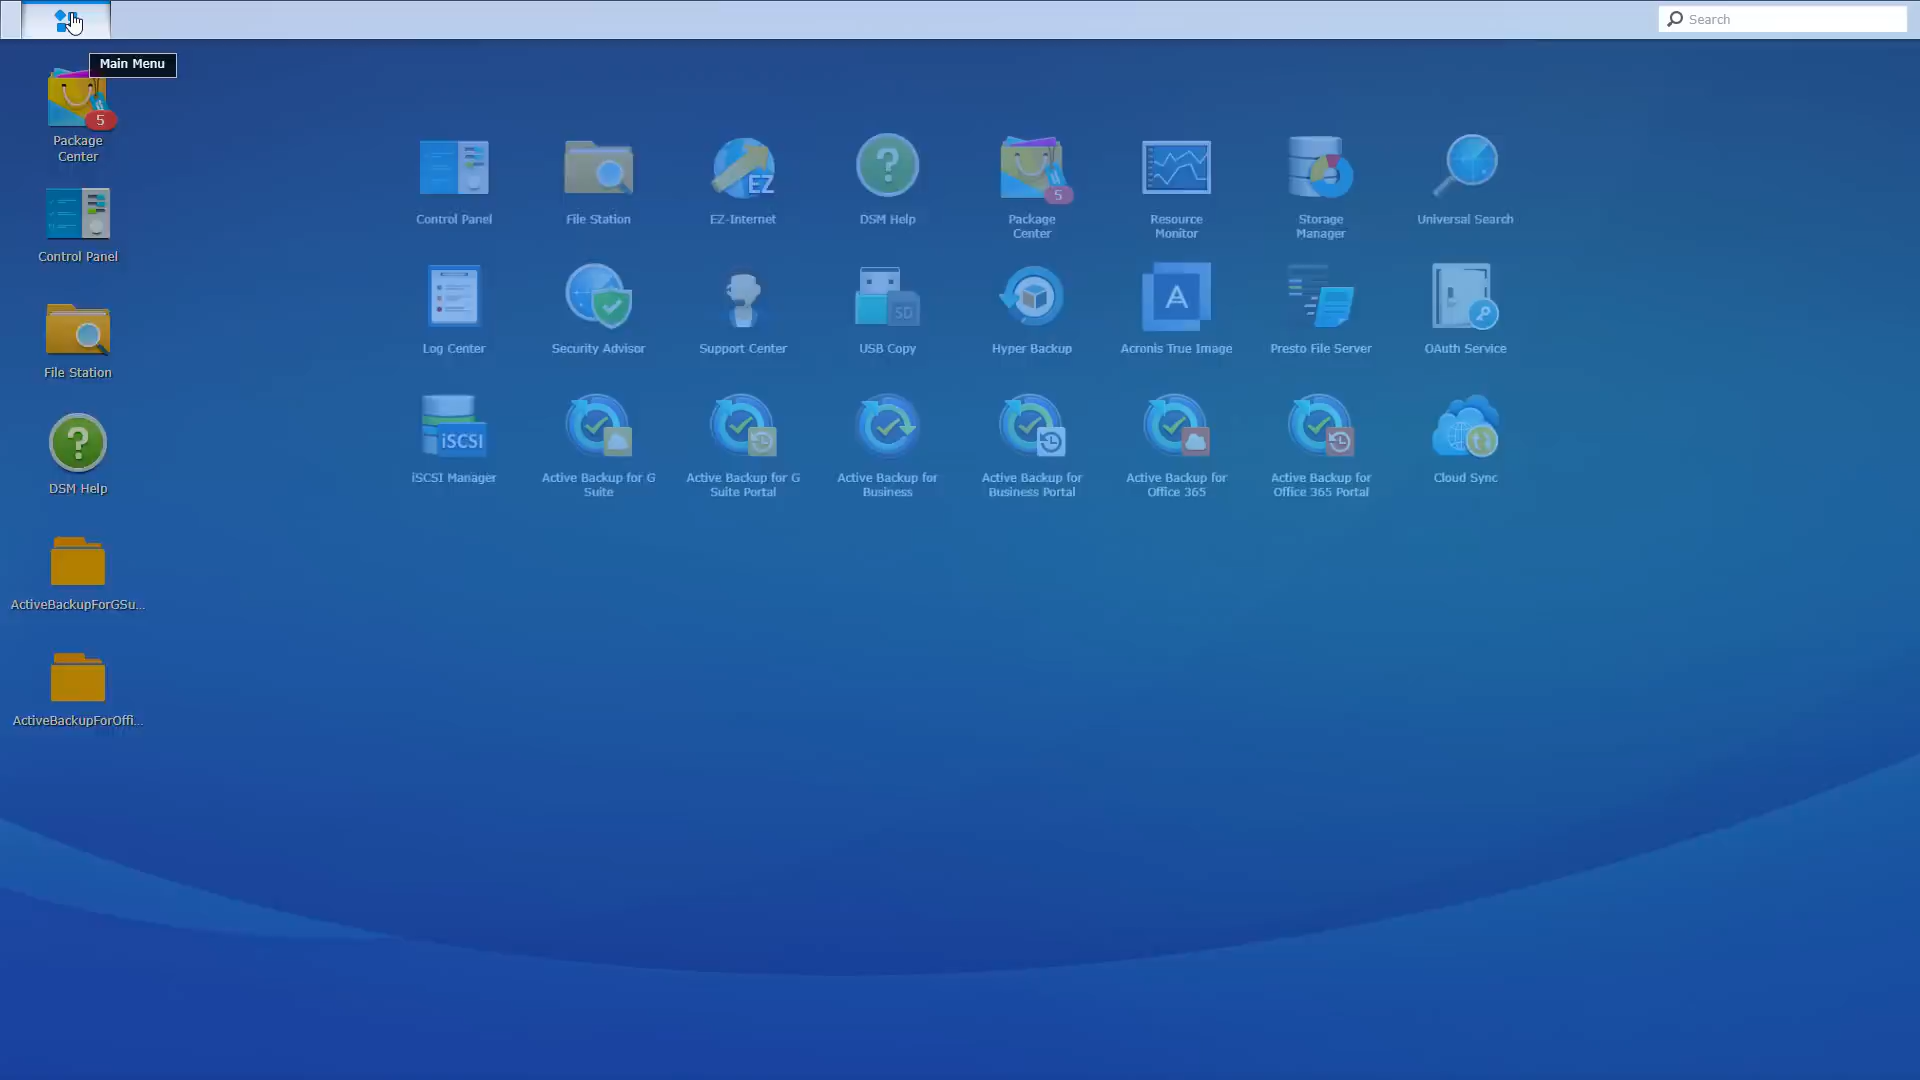 Search
Main Menu
5
Package
Center
Control Panel
File Station
DSM Help
ActiveBackupForGSu...
ActiveBackupForOffi...
EZ
5
Control Panel
File Station
EZ-Internet
DSM Help
Package
Center
Resource
Monitor
Storage
Manager
Universal Search
SD
A
Log Center
Security Advisor
Support Center
USB Copy
Hyper Backup
Acronis True Image
Presto File Server
OAuth Service
iSCSI
iSCSI Manager
Active Backup for G
Suite
Active Backup for G
Suite Portal
Active Backup for
Business
Active Backup for
Business Portal
Active Backup for
Office 365
Active Backup for
Office 365 Portal
Cloud Sync